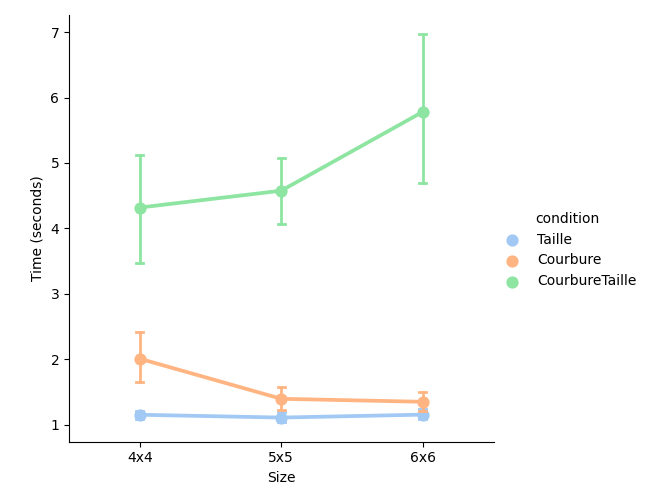 7
6
5
4
3
2
1
Time (seconds)
4x4 5x5 6x6
Size
condition
Taille
Courbure
CourbureTaille